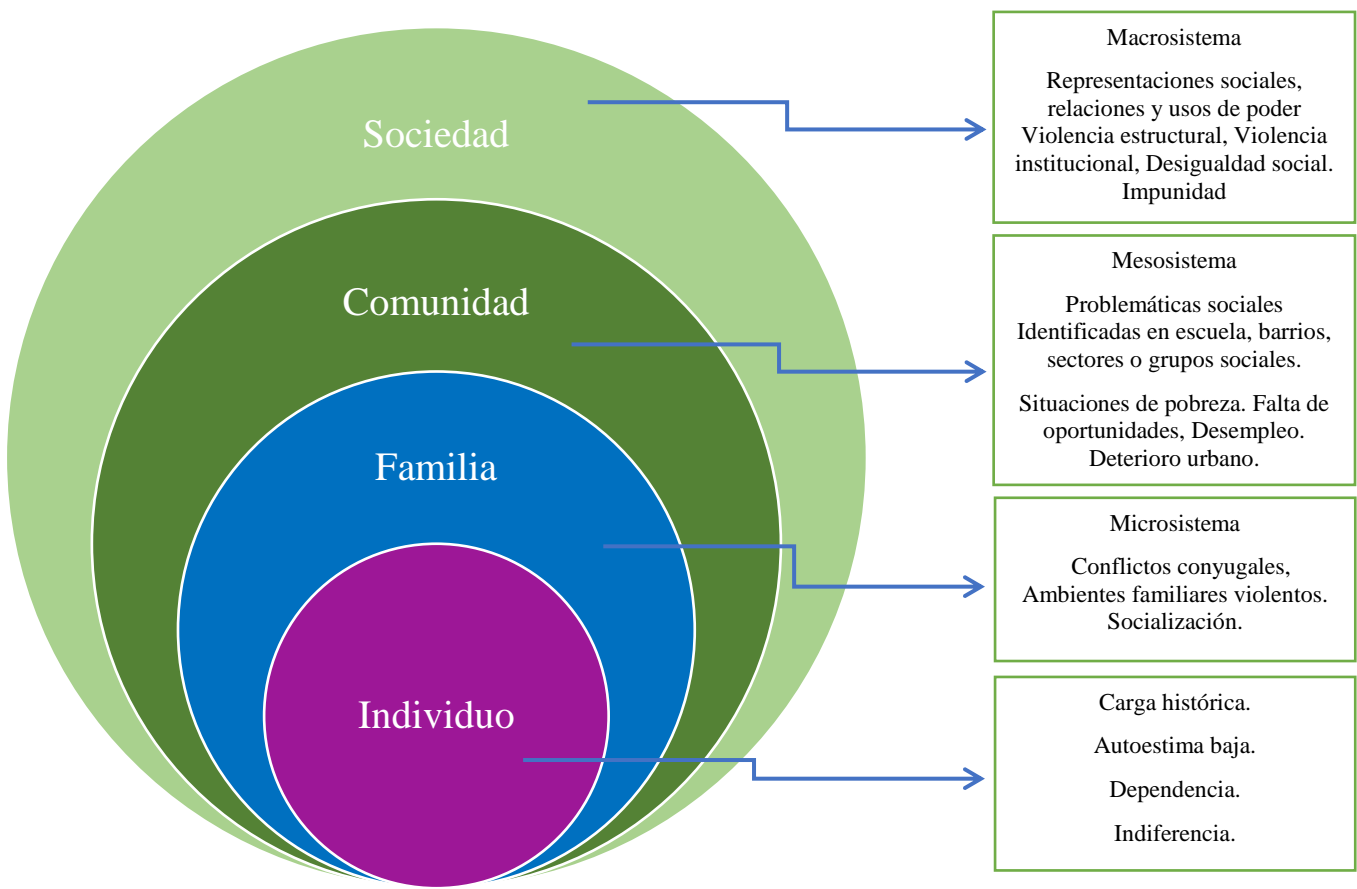 Sociedad
Comunidad
Familia
Individuo
Macrosistema
Representaciones sociales,
relaciones y usos de poder
Violencia estructural, Violencia
institucional, Desigualdad social.
Impunidad
Mesosistema
Problemáticas sociales
Identificadas en escuela, barrios,
sectores o grupos sociales.
Situaciones de pobreza. Falta de
oportunidades, Desempleo.
Deterioro urbano.
Microsistema
Conflictos conyugales,
Ambientes familiares violentos.
Socialización.
Carga histórica.
Autoestima baja.
Dependencia.
Indiferencia.